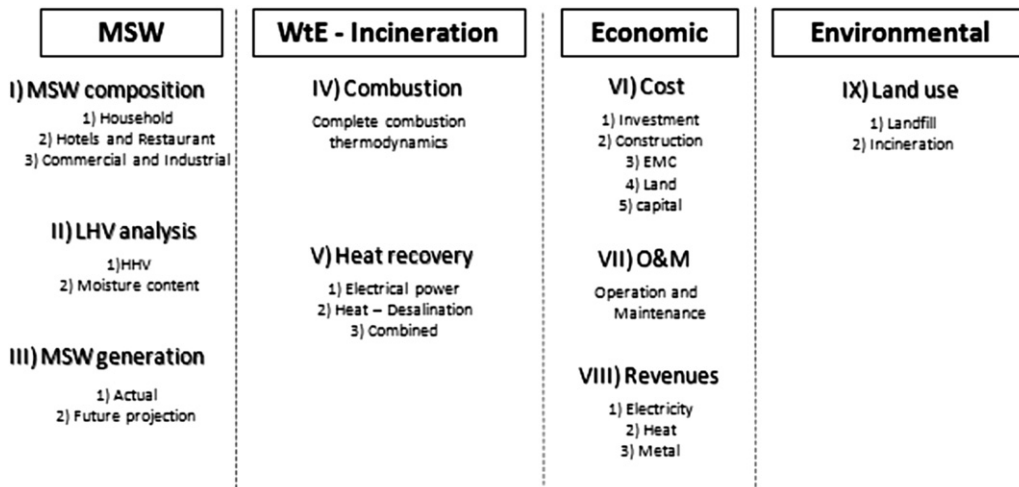 MSW
I) MSW composition
1) Household
2) Hotels and Restaurant
3) Commercial and Industrial
II) LHV analysis
1)HHV
2) Moisture content
III) MSW generation
1) Actual
2) Future projection
WtE - Incineration
IV) Combustion
Complete combustion
thermodynamics
V) Heat recovery
1) Electrical power
2) Heat – Desalination
3) Combined
Economic
VI) Cost
1) Investment
2) Construction
3) EMC
4) Land
5) capital
VII) O&M
Operation and
Maintenance
VIII) Revenues
1) Electricity
2) Heat
3) Metal
Environmental
IX) Land use
1) Landfill
2) Incineration